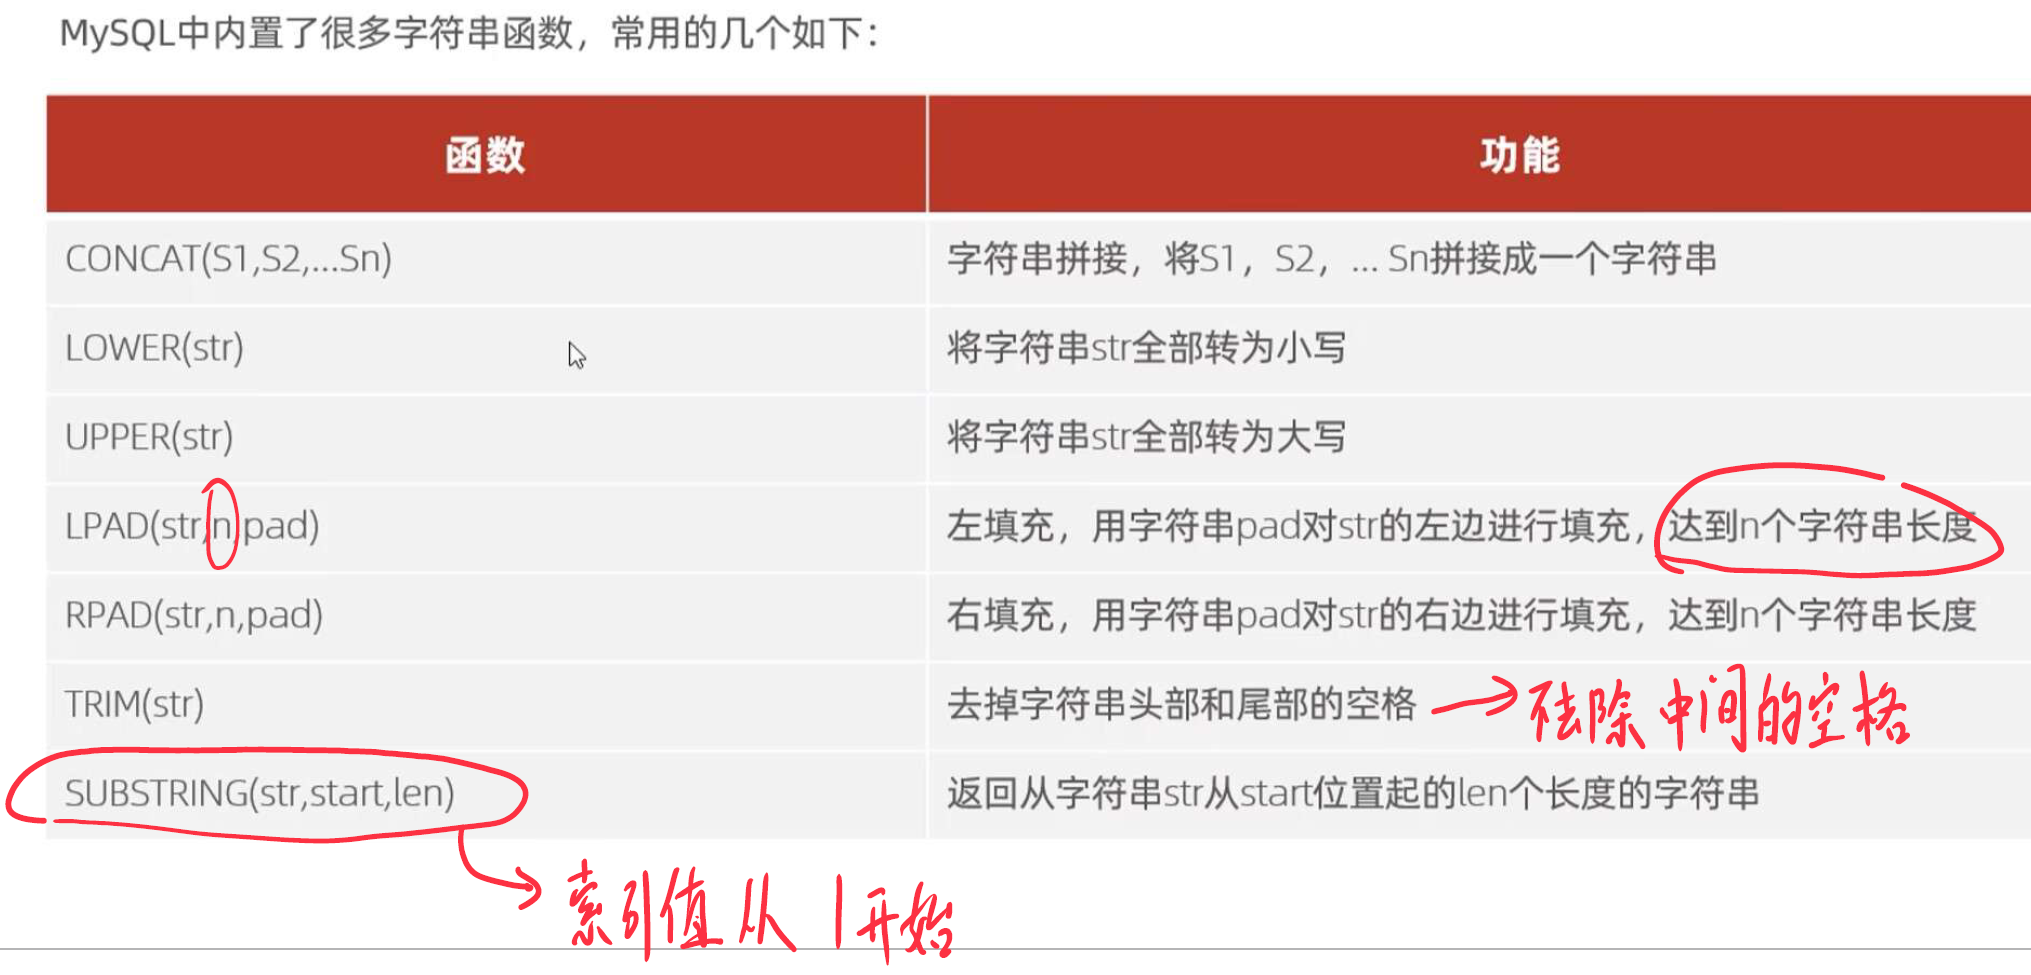 MySQL中内置了很多字符串函数，常用的几个如下：
函数 功能
CONCAT(S1,S2,...Sn) 字符串拼接，将S1，S2，... Sn拼接成一个字符串
LOWER(str) 将字符串str全部转为小写
UPPER(str) 将字符串str全部转为大写
LPAD(str,n,pad) 左填充，用字符串pad对str的左边进行填充，达到n个字符串长度
RPAD(str,n,pad) 右填充，用字符串pad对str的右边进行填充，达到n个字符串长度
TRIM(str) 去掉字符串头部和尾部的空格 祛除中间的空格
SUBSTRING(str,start,len) 返回从字符串str从start位置起的len个长度的字符串
索引值从1开始